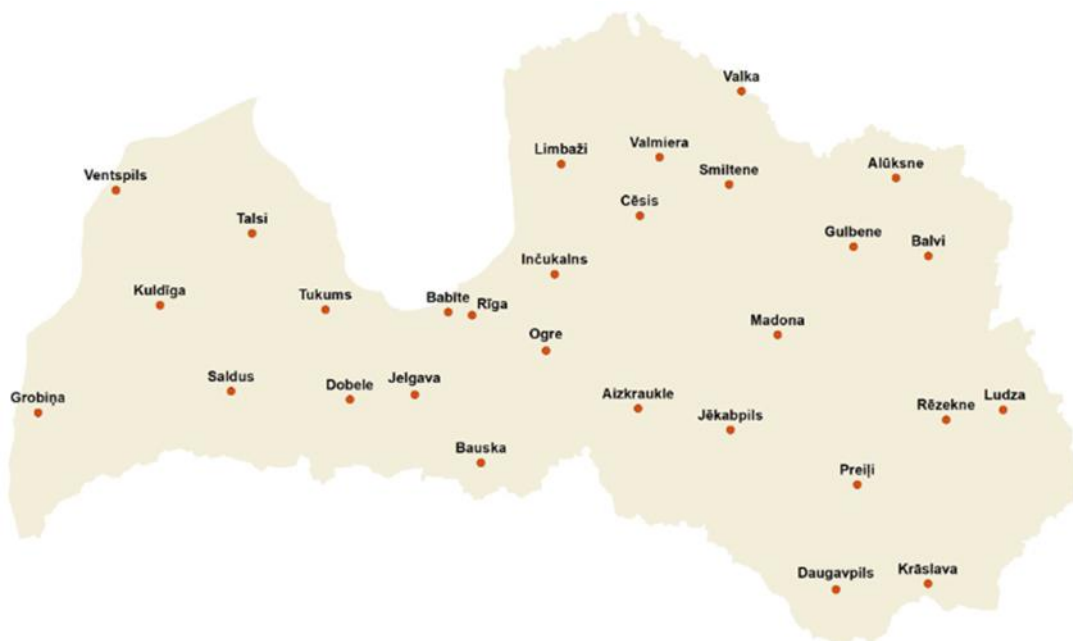 Valka
Valmiera
Limbaži
Smiltene
Alūksne
Ventspils
Cēsis
Talsi
Gulbene
Balvi
Inčukalns
Kuldīga
Tukums
Babīte
Rīga
Madona
Ogre
Saldus
Dobele
Jelgava
Grobiņa
Aizkraukle
Jēkabpils
Rēzekne
Ludza
Bauska
Preiļi
Daugavpils
Krāslava